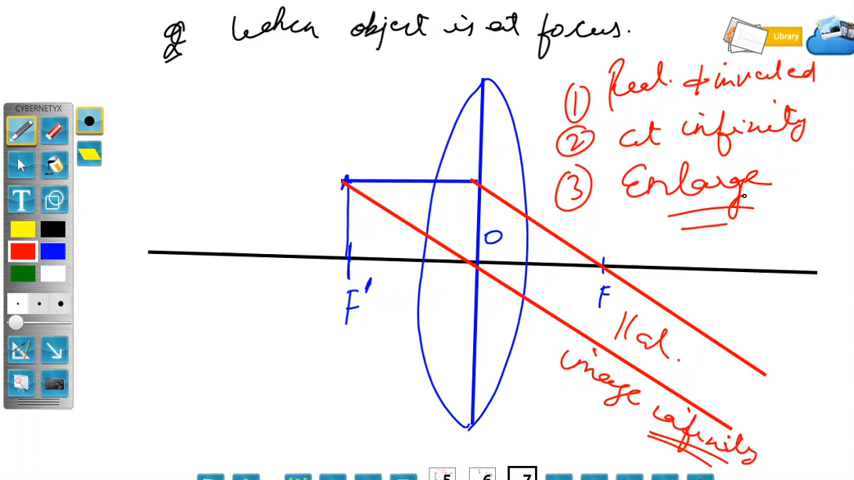 When object is at focus.
Library
① Real & inverted
② at infinity
③ Enlarge
CYBERNETYX
T
O
F'
F
//al.
image infinity
5 6 7